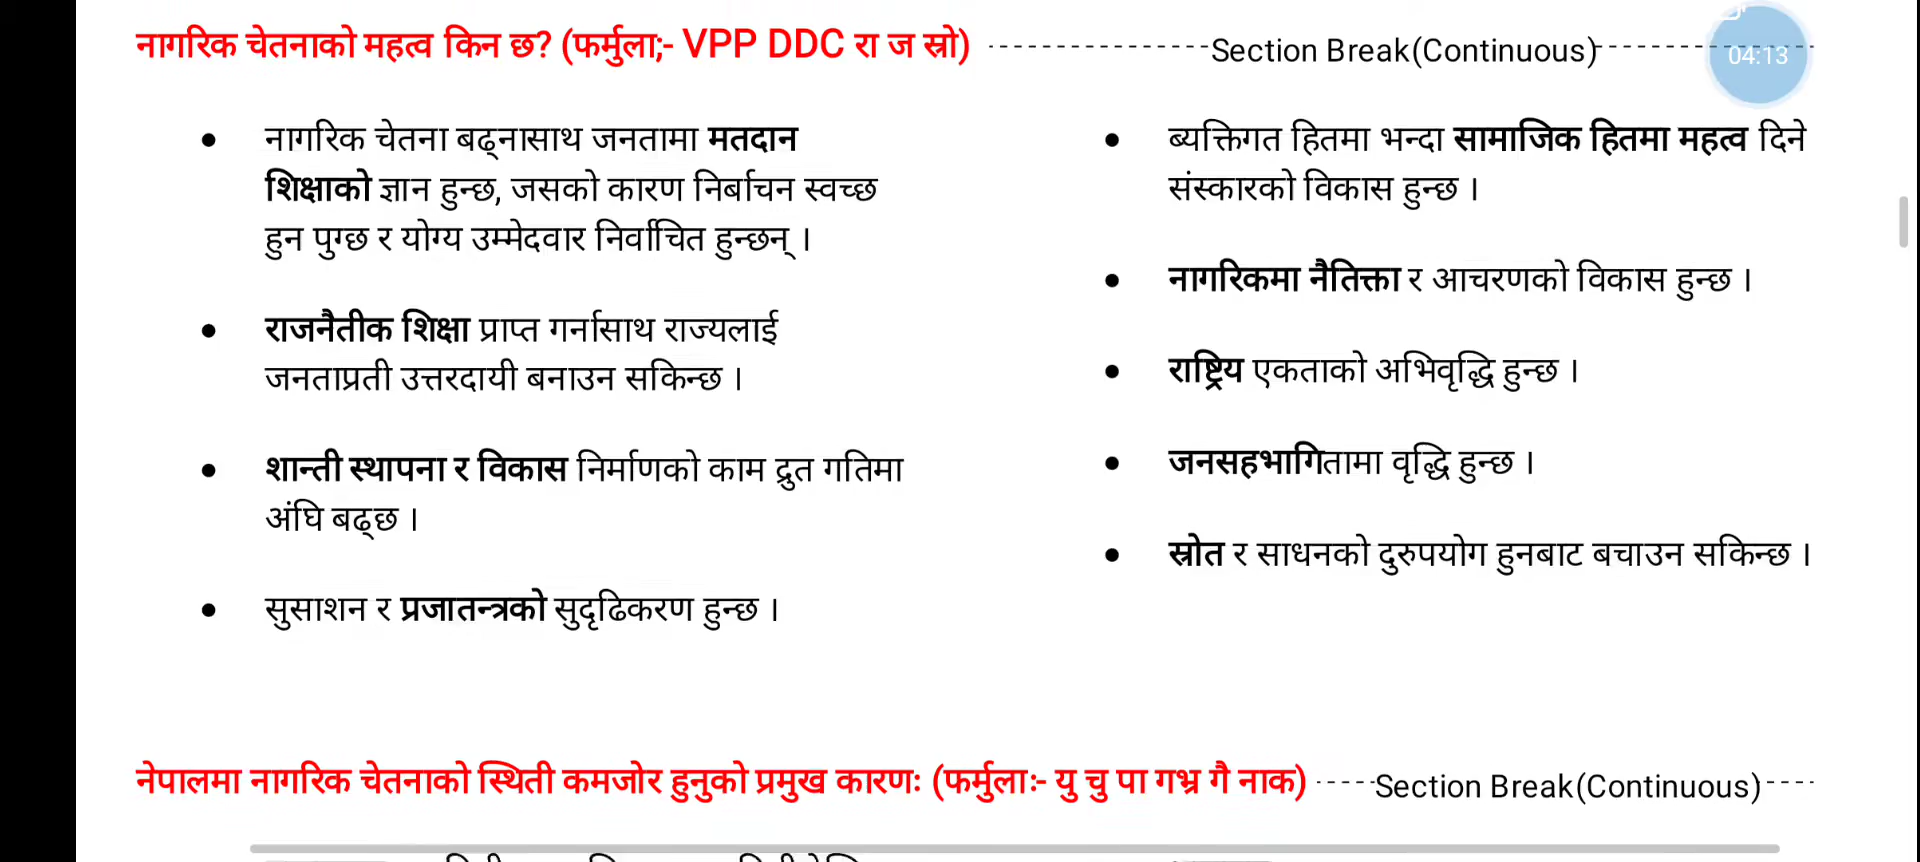 नागरिक चेतनाको महत्व किन छ? (फर्मुला;- VPP DDC रा ज स्रो)
Section Break(Continuous)
04:13
• नागरिक चेतना बढ्नासाथ जनतामा मतदान
शिक्षाको ज्ञान हुन्छ, जसको कारण निर्बाचन स्वच्छ
हुन पुग्छ र योग्य उम्मेदवार निर्वाचित हुन्छन् ।
• राजनैतीक शिक्षा प्राप्त गर्नासाथ राज्यलाई
जनताप्रती उत्तरदायी बनाउन सकिन्छ ।
• शान्ती स्थापना र विकास निर्माणको काम द्रुत गतिमा
अंघि बढ्छ ।
• सुसाशन र प्रजातन्त्रको सुदृढिकरण हुन्छ ।
• ब्यक्तिगत हितमा भन्दा सामाजिक हितमा महत्व दिने
संस्कारको विकास हुन्छ ।
• नागरिकमा नैतिक्ता र आचरणको विकास हुन्छ ।
• राष्ट्रिय एकताको अभिवृद्धि हुन्छ ।
• जनसहभागितामा वृद्धि हुन्छ ।
• स्रोत र साधनको दुरुपयोग हुनबाट बचाउन सकिन्छ ।
नेपालमा नागरिक चेतनाको स्थिती कमजोर हुनुको प्रमुख कारणः (फर्मुलाः- यु चु पा गभ्र गै नाक)
Section Break(Continuous)